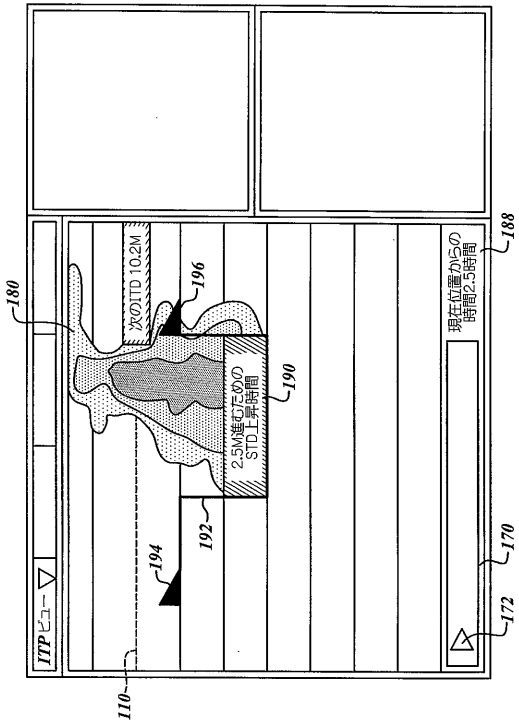 180
ITPビュー ▽
次のITD 10.2M
196
2.5M進むための
STD上昇時間
190
192
194
110
現在位置からの
時間2.5時間
188
170
172